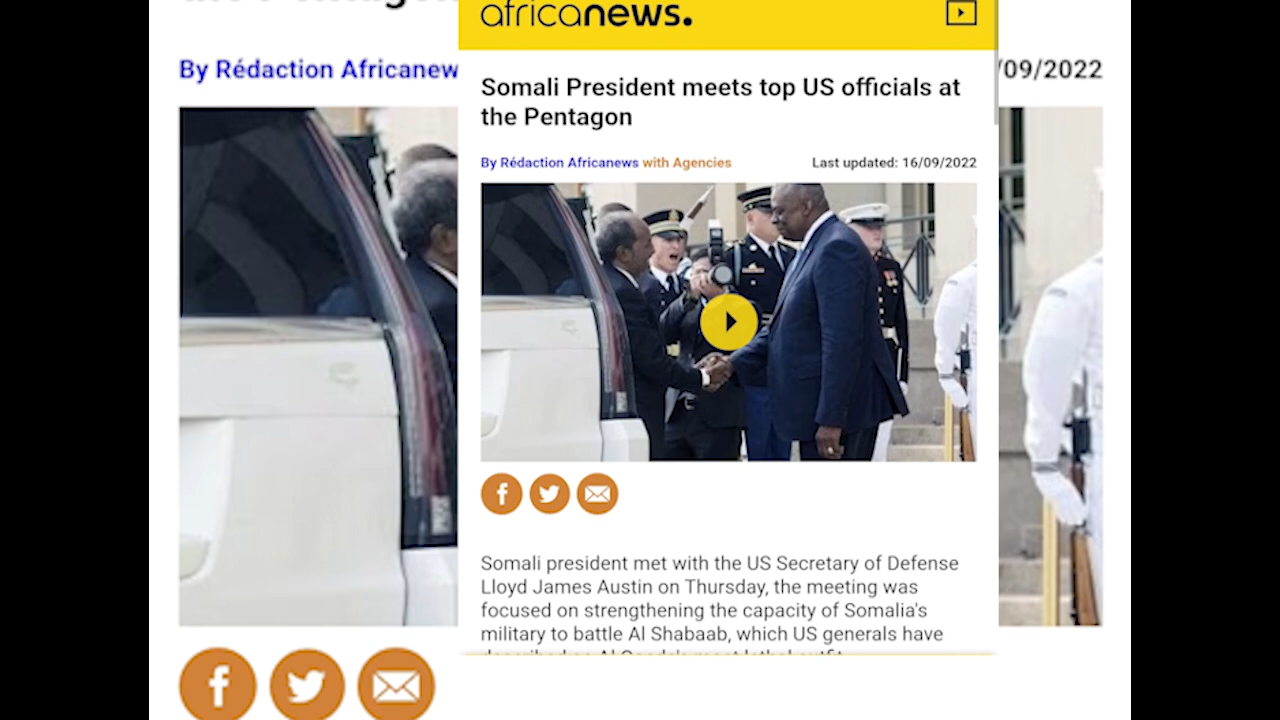 africanews.
Somali President meets top US officials at
the Pentagon
By Rédaction Africanews with Agencies
Last updated: 16/09/2022
Somali president met with the US Secretary of Defense
Lloyd James Austin on Thursday, the meeting was
focused on strengthening the capacity of Somalia's
military to battle Al Shabaab, which US generals have
By Rédaction Africanew
/09/2022